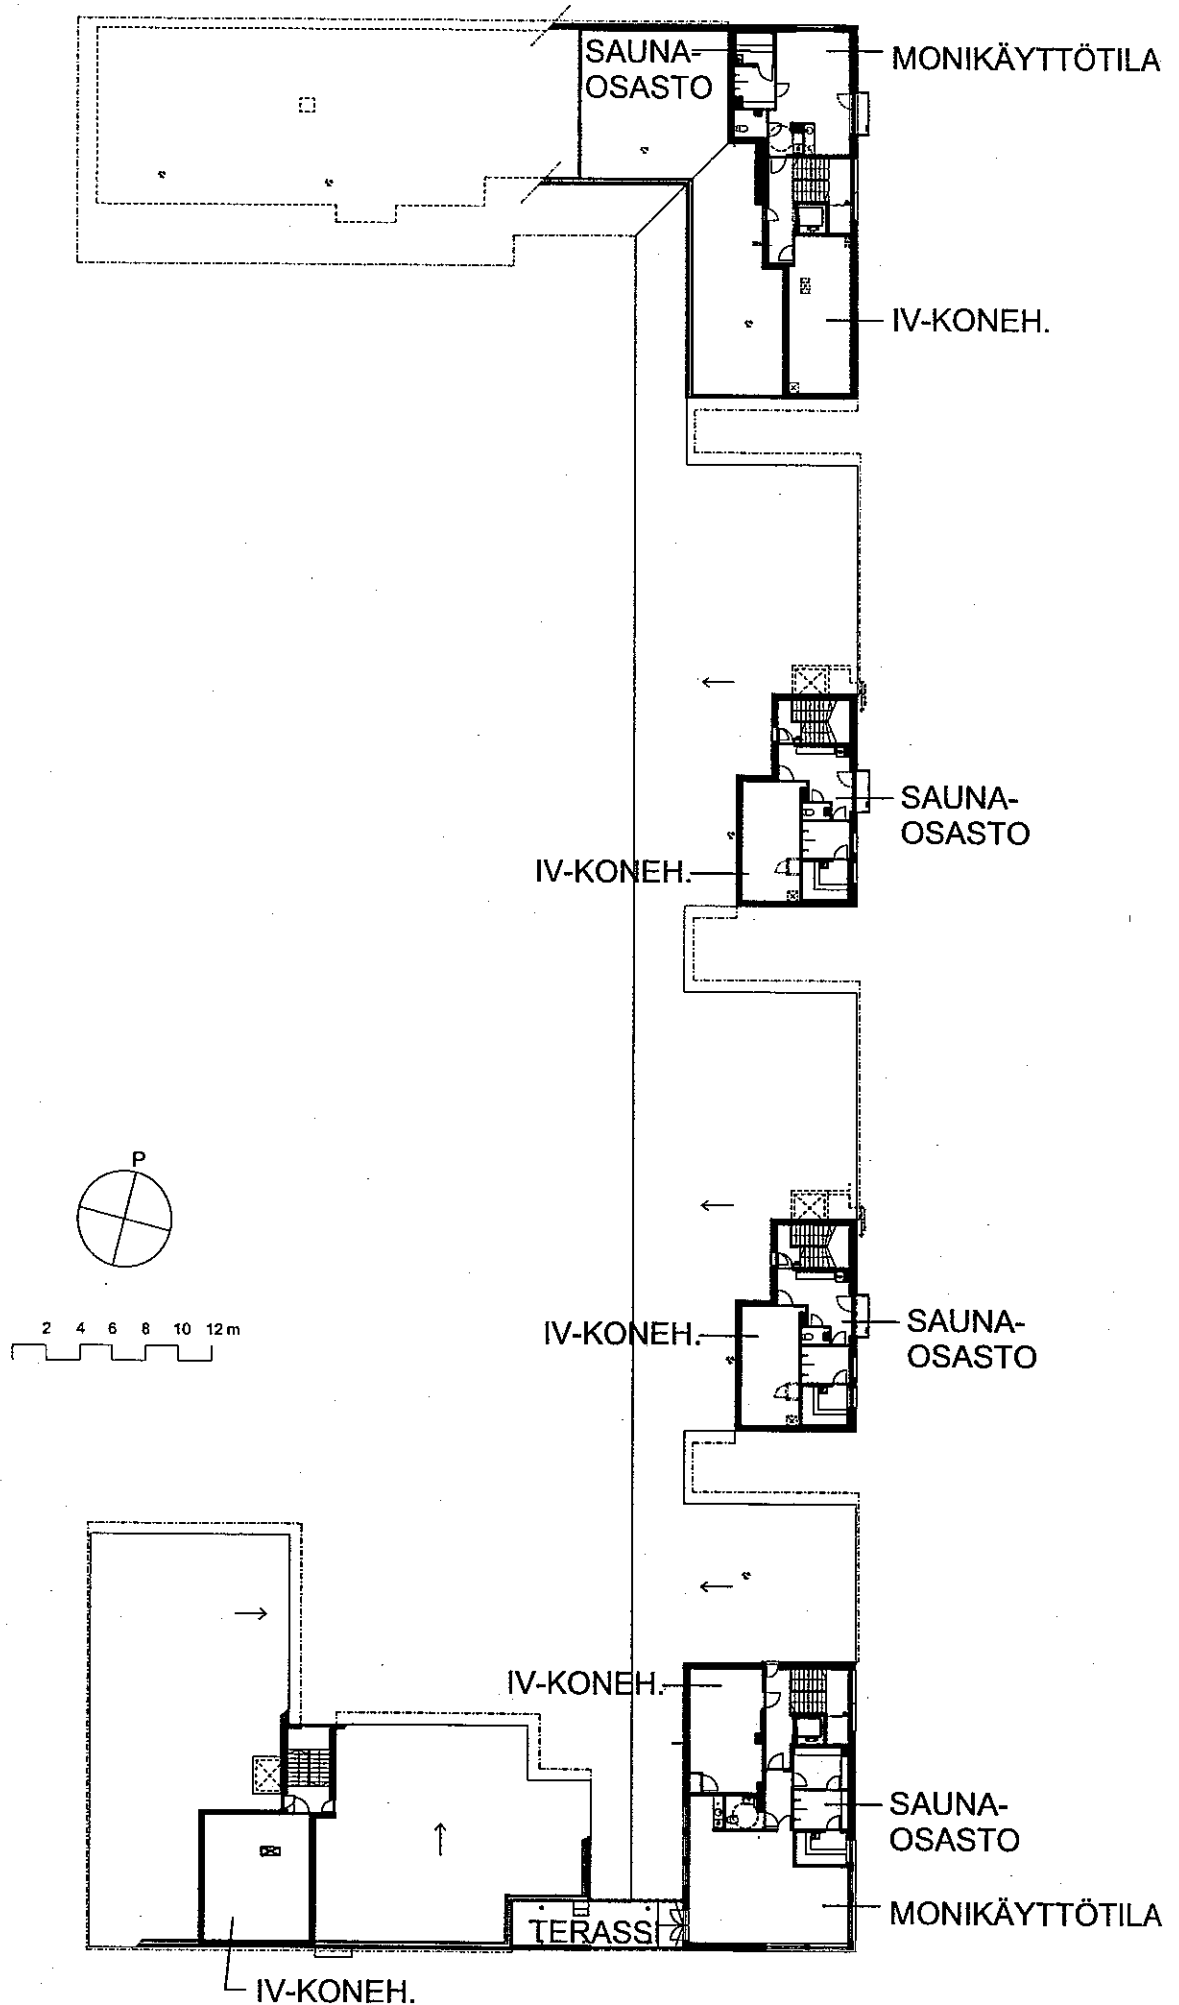 SAUNA-
OSASTO
MONIKÄYTTÖTILA
IV-KONEH.
SAUNA-
OSASTO
IV-KONEH.
P
2 4 6 8 10 12 m
IV-KONEH.
SAUNA-
OSASTO
IV-KONEH.
SAUNA-
OSASTO
MONIKÄYTTÖTILA
TERASSI
IV-KONEH.